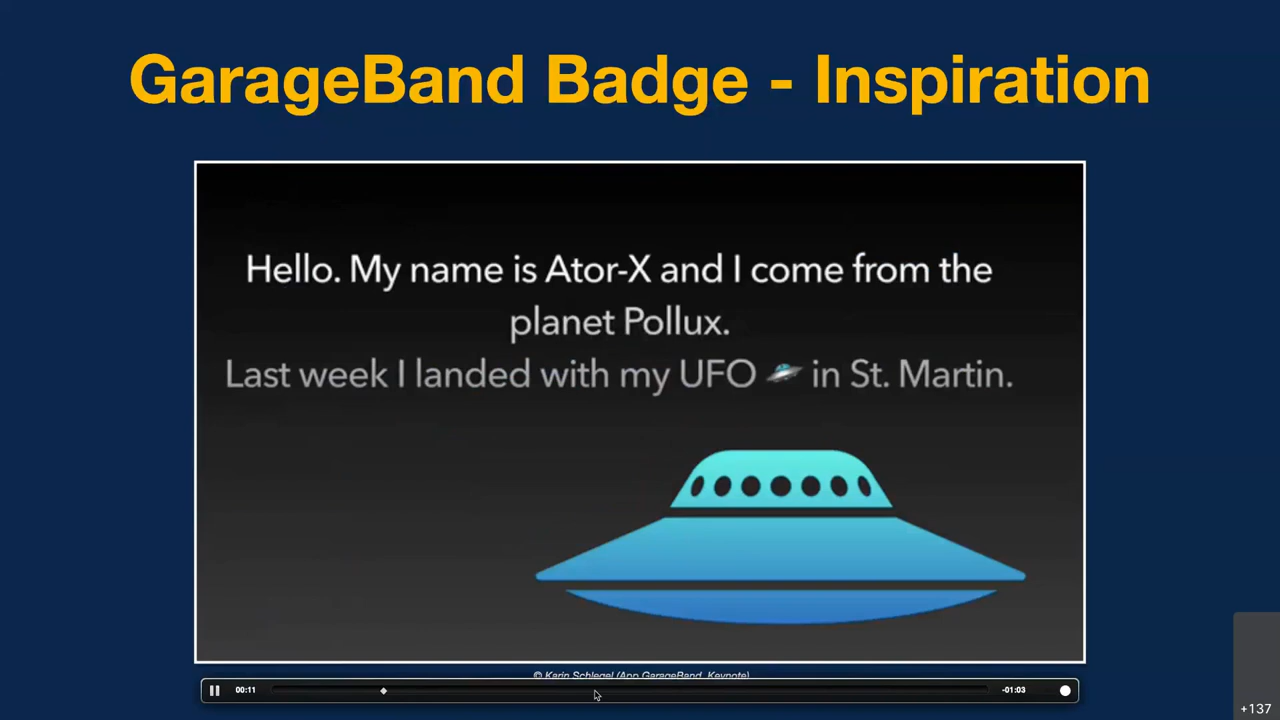 GarageBand Badge - Inspiration
Hello. My name is Ator-X and I come from the
planet Pollux.
Last week I landed with my UFO 🛸 in St. Martin.
© Karin Schlegel (App GarageBand, Keynote)
00:11
-01:03
+137